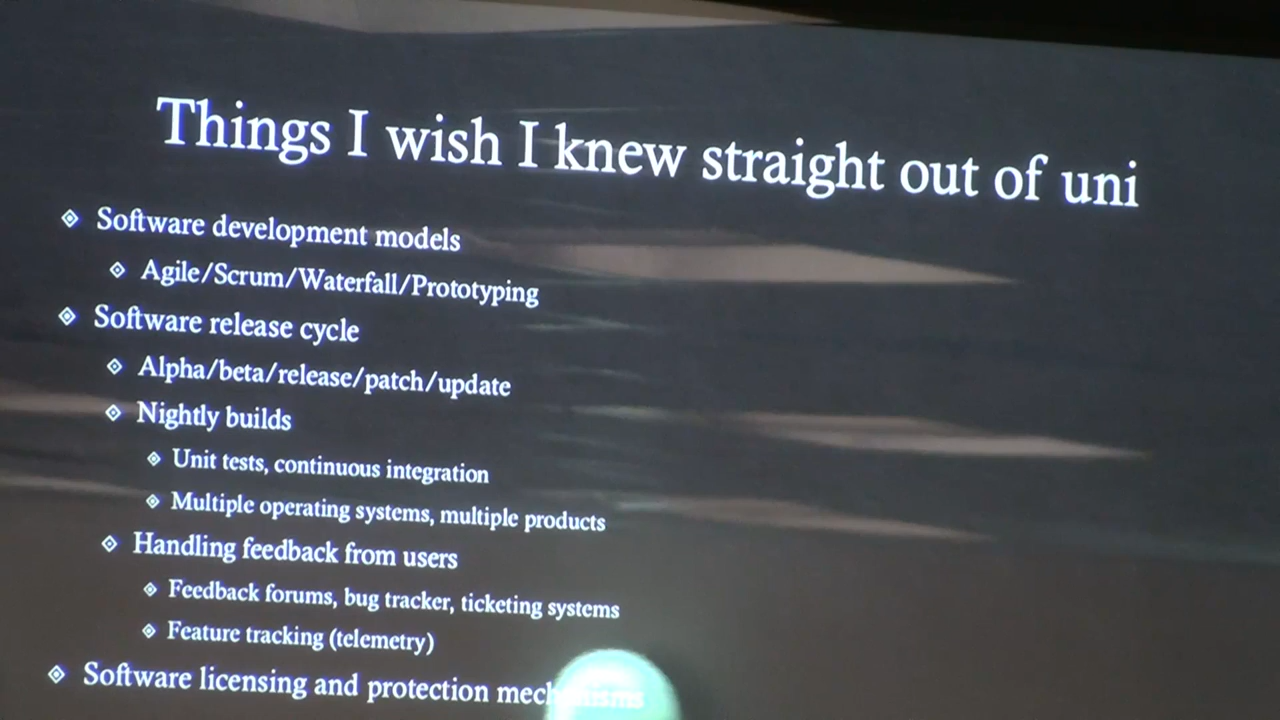 Things I wish I knew straight out of uni
Software development models
Agile/Scrum/Waterfall/Prototyping
Software release cycle
Alpha/beta/release/patch/update
Nightly builds
Unit tests, continuous integration
Multiple operating systems, multiple products
Handling feedback from users
Feedback forums, bug tracker, ticketing systems
Feature tracking (telemetry)
Software licensing and protection mechanisms